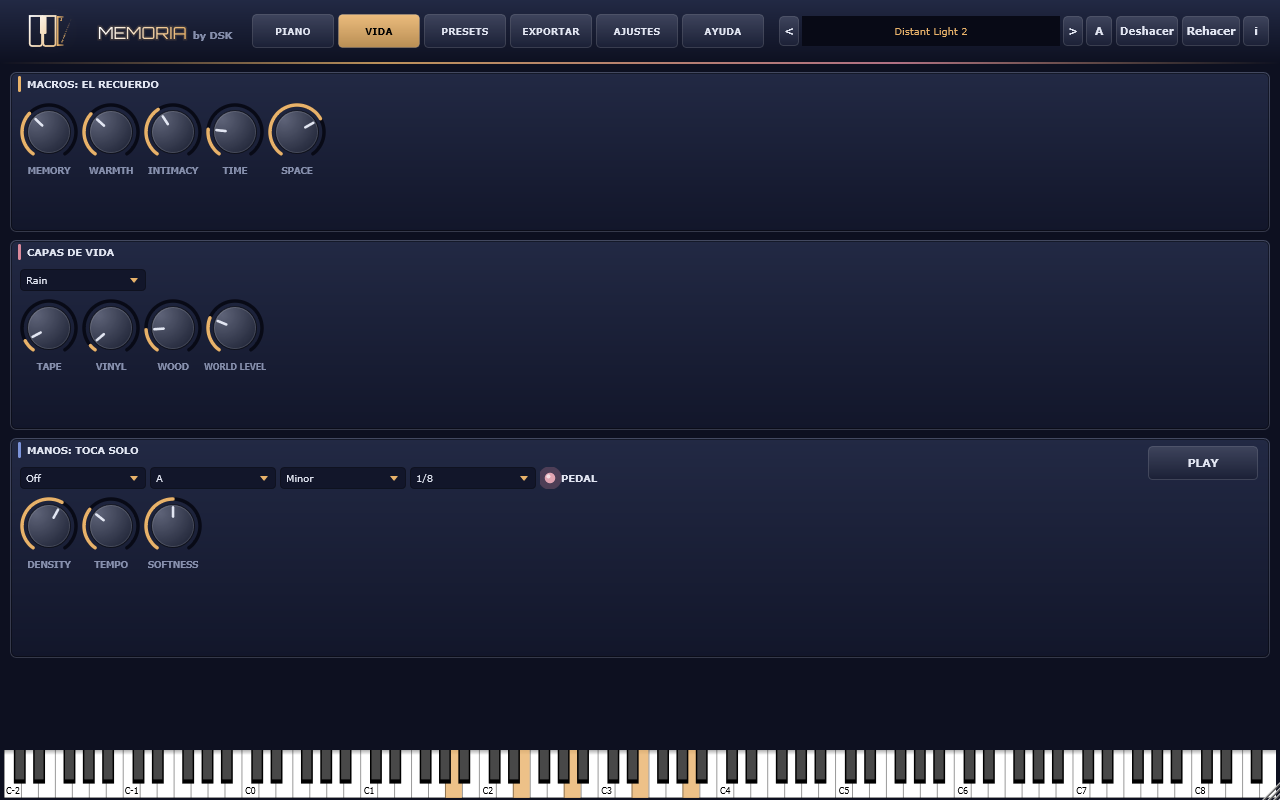 MEMORIA by DSK
PIANO
VIDA
PRESETS
EXPORTAR
AJUSTES
AYUDA
<
Distant Light 2
>
A
Deshacer
Rehacer
i
MACROS: EL RECUERDO
MEMORY
WARMTH
INTIMACY
TIME
SPACE
CAPAS DE VIDA
Rain
TAPE
VINYL
WOOD
WORLD LEVEL
MANOS: TOCA SOLO
PLAY
Off
A
Minor
1/8
PEDAL
DENSITY
TEMPO
SOFTNESS
C-2
C-1
C0
C1
C2
C3
C4
C5
C6
C7
C8